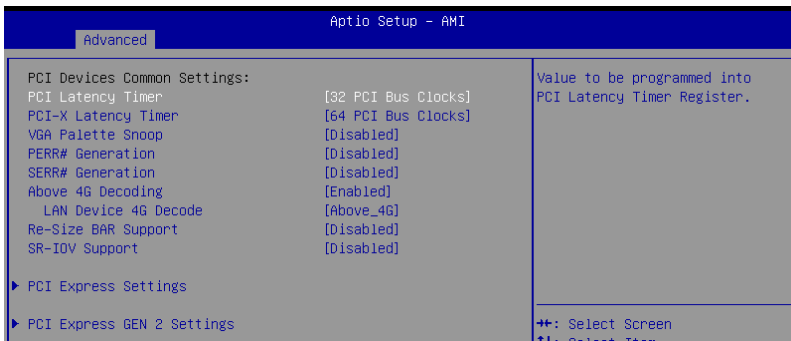 Aptio Setup - AMI
Advanced
PCI Devices Common Settings:
PCI Latency Timer [32 PCI Bus Clocks]
PCI-X Latency Timer [64 PCI Bus Clocks]
VGA Palette Snoop [Disabled]
PERR# Generation [Disabled]
SERR# Generation [Disabled]
Above 4G Decoding [Enabled]
LAN Device 4G Decode [Above_4G]
Re-Size BAR Support [Disabled]
SR-IOV Support [Disabled]
PCI Express Settings
PCI Express GEN 2 Settings
Value to be programmed into
PCI Latency Timer Register.
→←: Select Screen
↑↓: Select Item